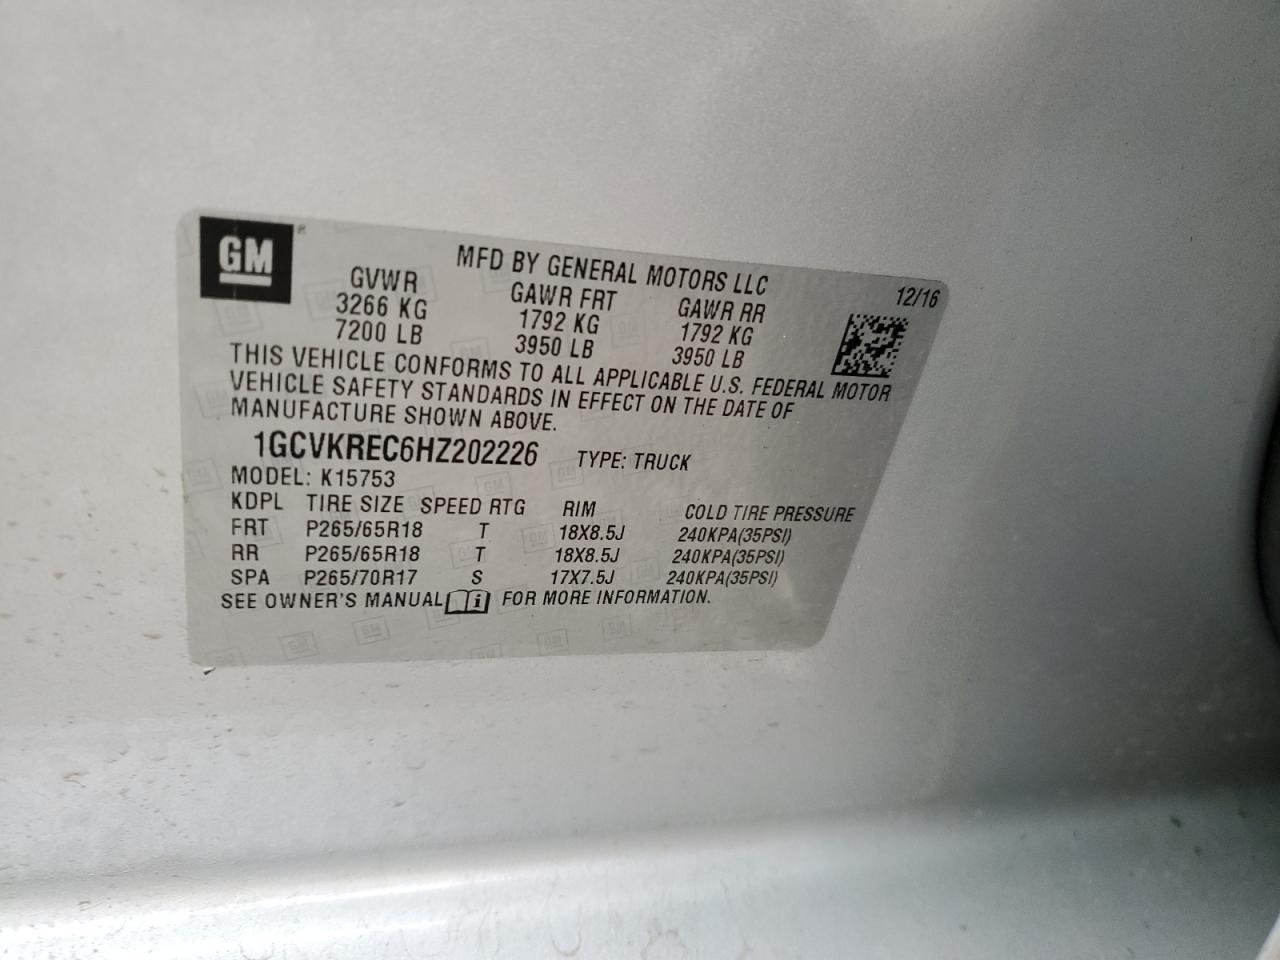 GM ®
MFD BY GENERAL MOTORS LLC
12/16
GVWR GAWR FRT GAWR RR
3266 KG 1792 KG 1792 KG
7200 LB 3950 LB 3950 LB
THIS VEHICLE CONFORMS TO ALL APPLICABLE U.S. FEDERAL MOTOR
VEHICLE SAFETY STANDARDS IN EFFECT ON THE DATE OF
MANUFACTURE SHOWN ABOVE.
1GCVKREC6HZ202226 TYPE: TRUCK
MODEL: K15753
KDPL TIRE SIZE SPEED RTG RIM COLD TIRE PRESSURE
FRT P265/65R18 T 18X8.5J 240KPA(35PSI)
RR P265/65R18 T 18X8.5J 240KPA(35PSI)
SPA P265/70R17 S 17X7.5J 240KPA(35PSI)
SEE OWNER'S MANUAL i FOR MORE INFORMATION.